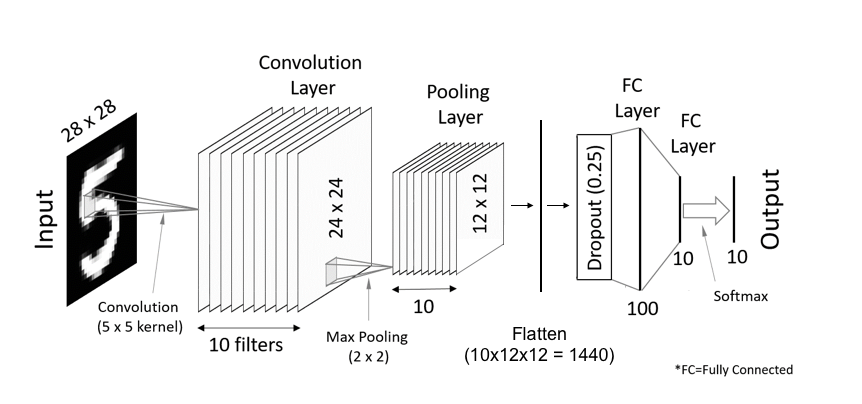 Input
28 x 28
Convolution
(5 x 5 kernel)
Convolution
Layer
24 x 24
10 filters
Max Pooling
(2 x 2)
Pooling
Layer
12 x 12
10
Flatten
(10x12x12 = 1440)
Dropout (0.25)
FC
Layer
100
FC
Layer
10
Softmax
10
Output
*FC=Fully Connected